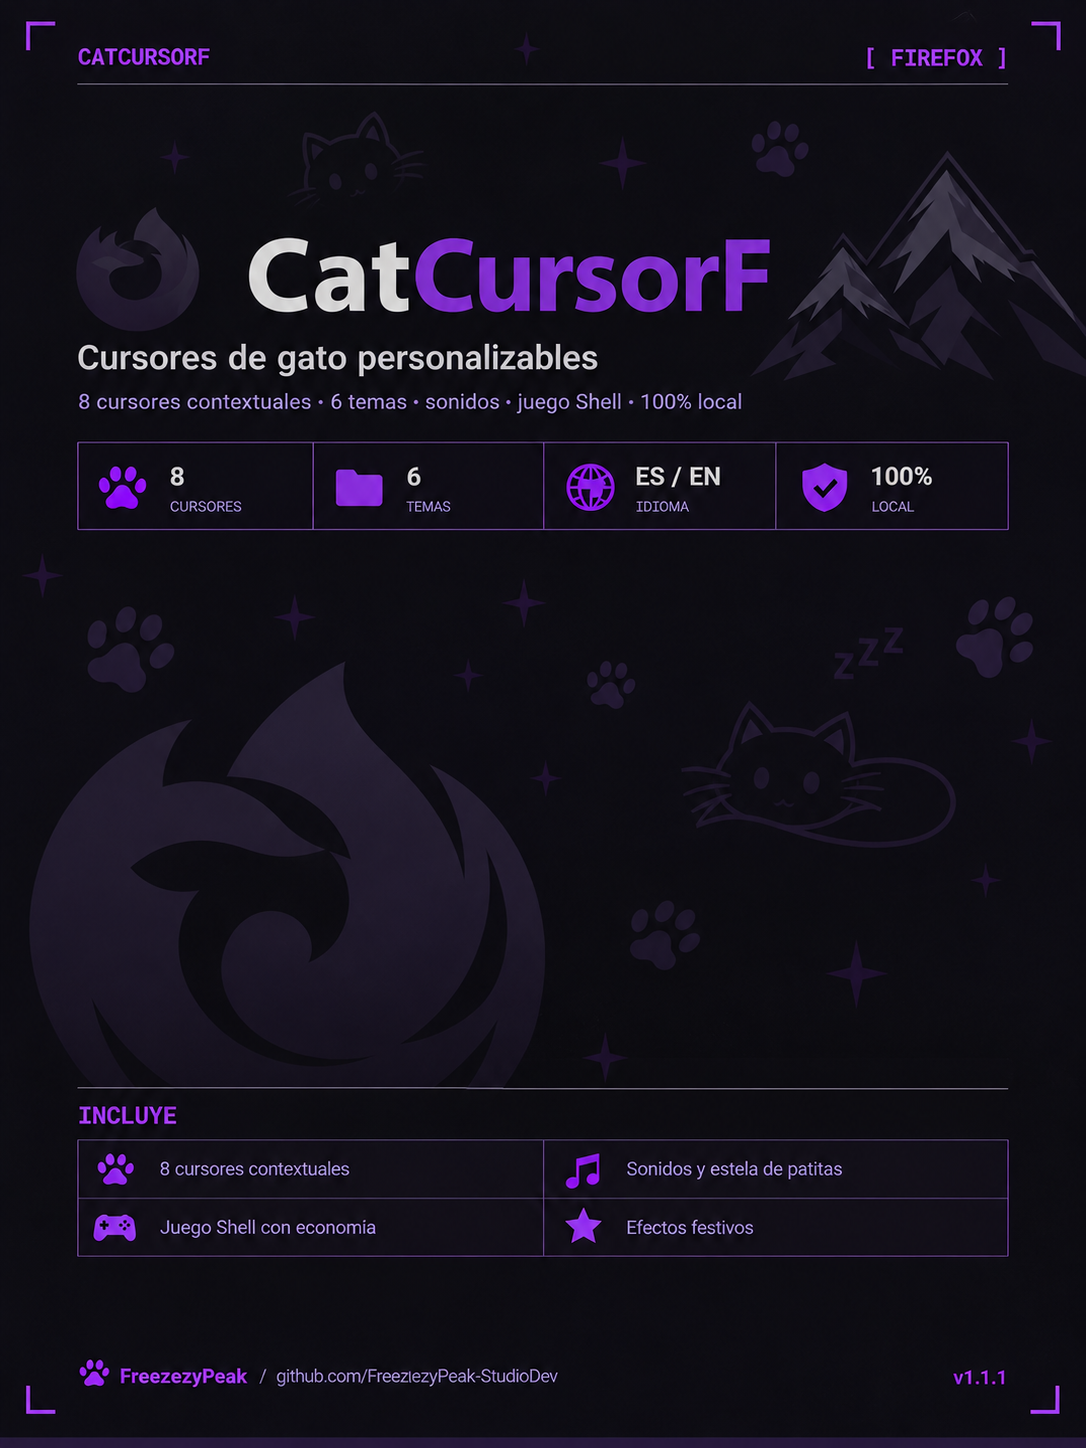 CATCURSORF
[ FIREFOX ]
CatCursorF
Cursores de gato personalizables
8 cursores contextuales • 6 temas • sonidos • juego Shell • 100% local
8
CURSORES
6
TEMAS
ES / EN
IDIOMA
100%
LOCAL
z z z
INCLUYE
8 cursores contextuales
Sonidos y estela de patitas
Juego Shell con economía
Efectos festivos
FreezezyPeak / github.com/FreezezyPeak-StudioDev
v1.1.1